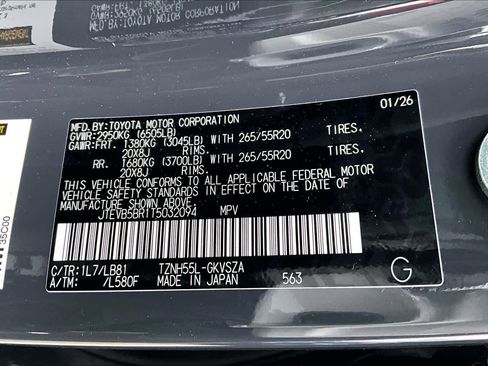 MFD. BY: TOYOTA MOTOR CORPORATION 01/26
GVWR: 2950KG (6505LB)
GAWR: FRT. 1380KG (3045LB) WITH 265/55R20 TIRES.
20X8J RIMS.
RR. 1680KG (3700LB) WITH 265/55R20 TIRES.
20X8J RIMS.
THIS VEHICLE CONFORMS TO ALL APPLICABLE FEDERAL MOTOR
VEHICLE SAFETY STANDARDS IN EFFECT ON THE DATE OF
MANUFACTURE SHOWN ABOVE.
JTEVB5BR1T5032094 MPV
C/TR: 1L7/LB81 TZNH55L-GKVSZA
A/TM: /L580F MADE IN JAPAN 563 G
35C00